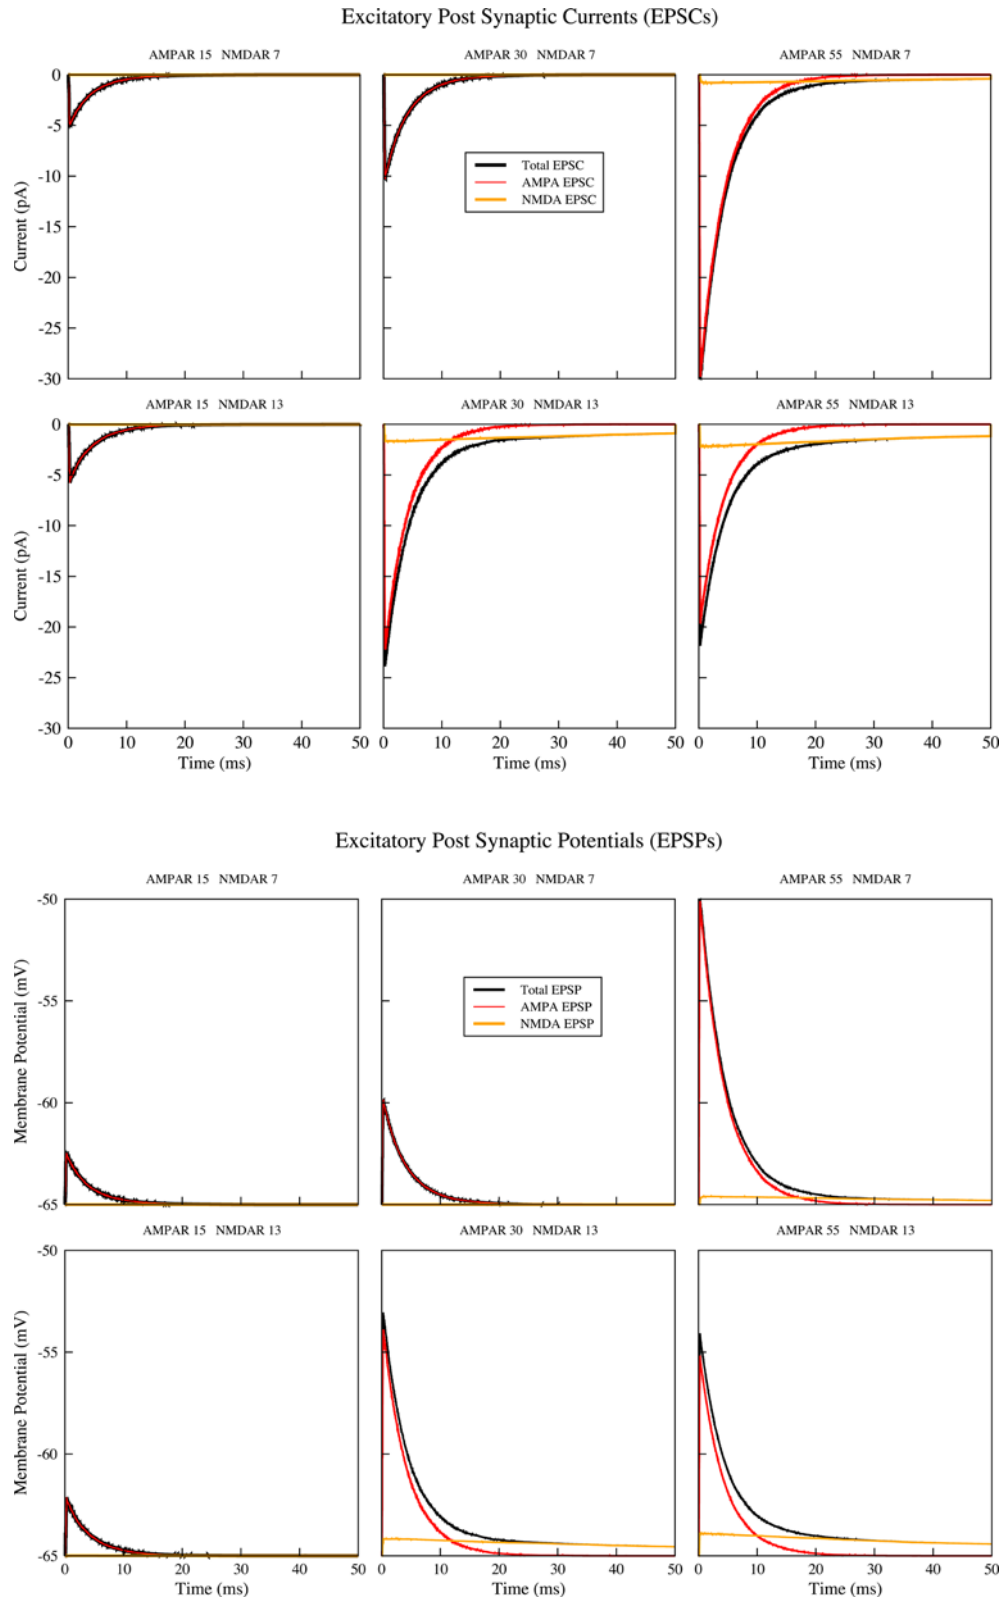 Excitatory Post Synaptic Currents (EPSCs)
AMPAR 15 NMDAR 7
AMPAR 30 NMDAR 7
AMPAR 55 NMDAR 7
0
-5
-10
-15
-20
-25
-30
Current (pA)
Total EPSC
AMPA EPSC
NMDA EPSC
AMPAR 15 NMDAR 13
AMPAR 30 NMDAR 13
AMPAR 55 NMDAR 13
0
-5
-10
-15
-20
-25
-30
Current (pA)
0 10 20 30 40 50
0 10 20 30 40 50
0 10 20 30 40 50
Time (ms)
Time (ms)
Time (ms)
Excitatory Post Synaptic Potentials (EPSPs)
AMPAR 15 NMDAR 7
AMPAR 30 NMDAR 7
AMPAR 55 NMDAR 7
-50
-55
-60
-65
Membrane Potential (mV)
Total EPSP
AMPA EPSP
NMDA EPSP
AMPAR 15 NMDAR 13
AMPAR 30 NMDAR 13
AMPAR 55 NMDAR 13
-50
-55
-60
-65
Membrane Potential (mV)
0 10 20 30 40 50
0 10 20 30 40 50
0 10 20 30 40 50
Time (ms)
Time (ms)
Time (ms)